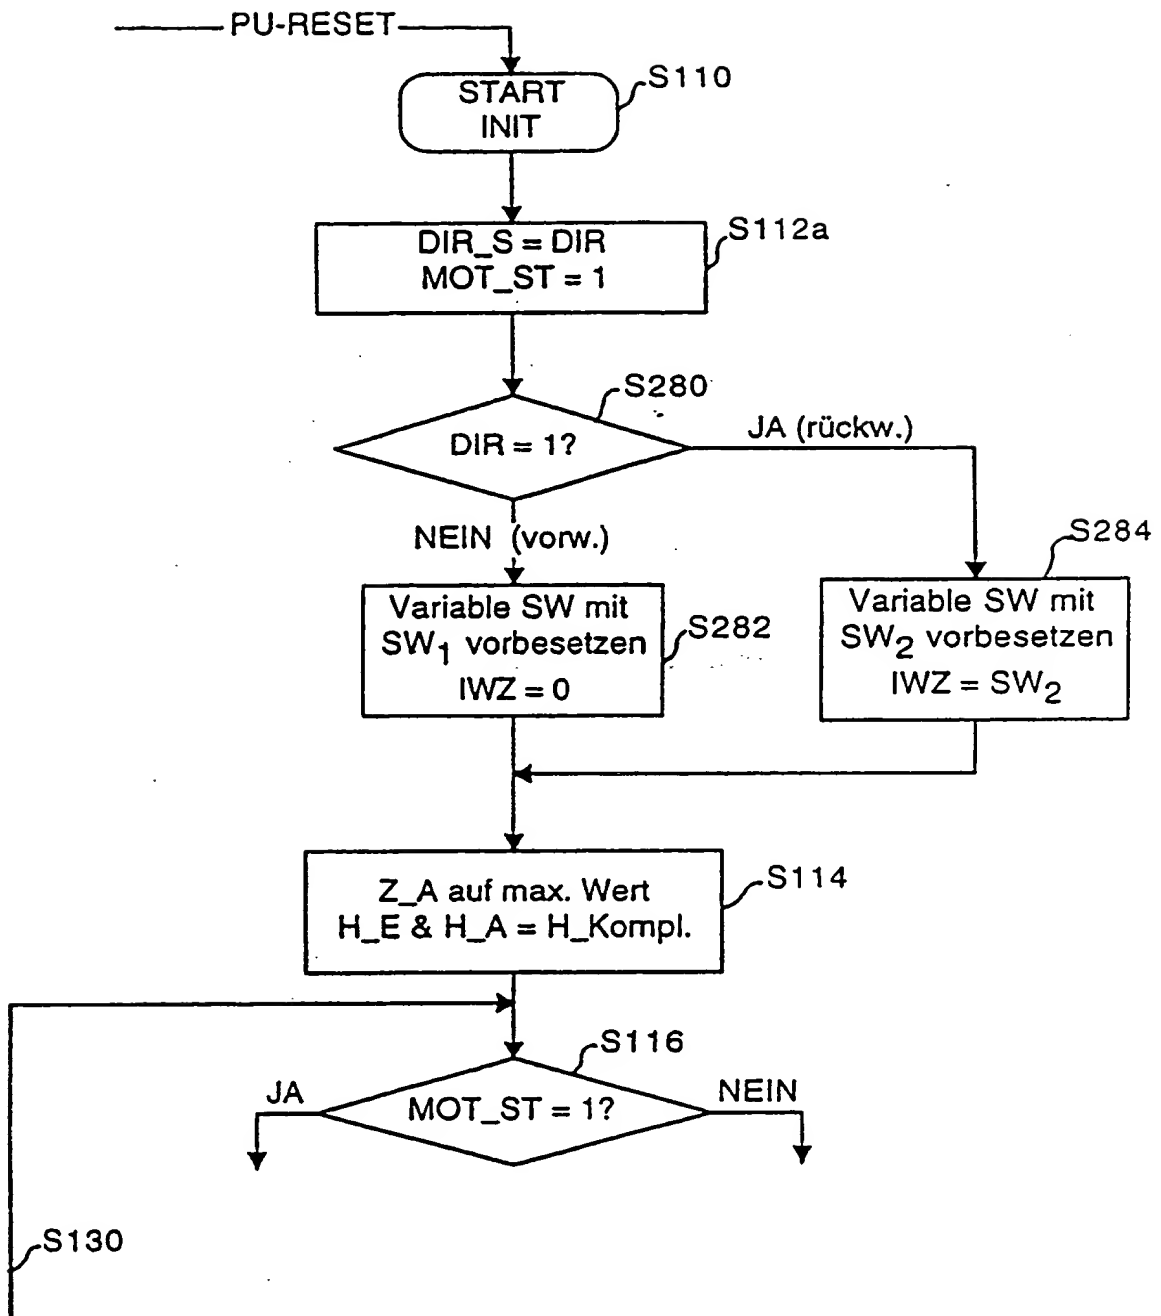 PU-RESET
START
INIT
S110
DIR_S = DIR
MOT_ST = 1
S112a
S280
DIR = 1?
JA (rückw.)
NEIN (vorw.)
S284
Variable SW mit
SW1 vorbesetzen
IWZ = 0
S282
Variable SW mit
SW2 vorbesetzen
IWZ = SW2
Z_A auf max. Wert
H_E & H_A = H_Kompl.
S114
S116
JA
MOT_ST = 1?
NEIN
S130